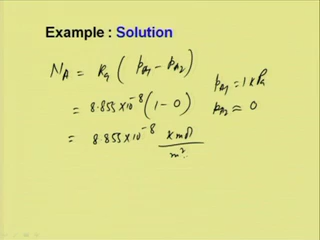 Example : Solution
N_A = k_g ( p_A1 - p_A2 )
p_A1 = 1 kPa
= 8.855×10^-8 (1-0)
p_A2 ≈ 0
= 8.855×10^-8 kmol / m^2.